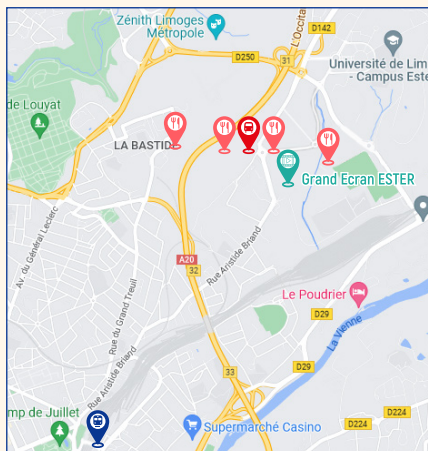 Zénith Limoges
Métropole
D142
L'Occita
D250
31
Université de Lim
- Campus Este
de Louyat
LA BASTID
Grand Ecran ESTER
Av. du Général Leclerc
A20
32
Rue Aristide Briand
Rue du Grand Treuil
Le Poudrier
D29
La Vienne
Rue Aristide Briand
D29
33
mp de Juillet
Supermarché Casino
D224
D224